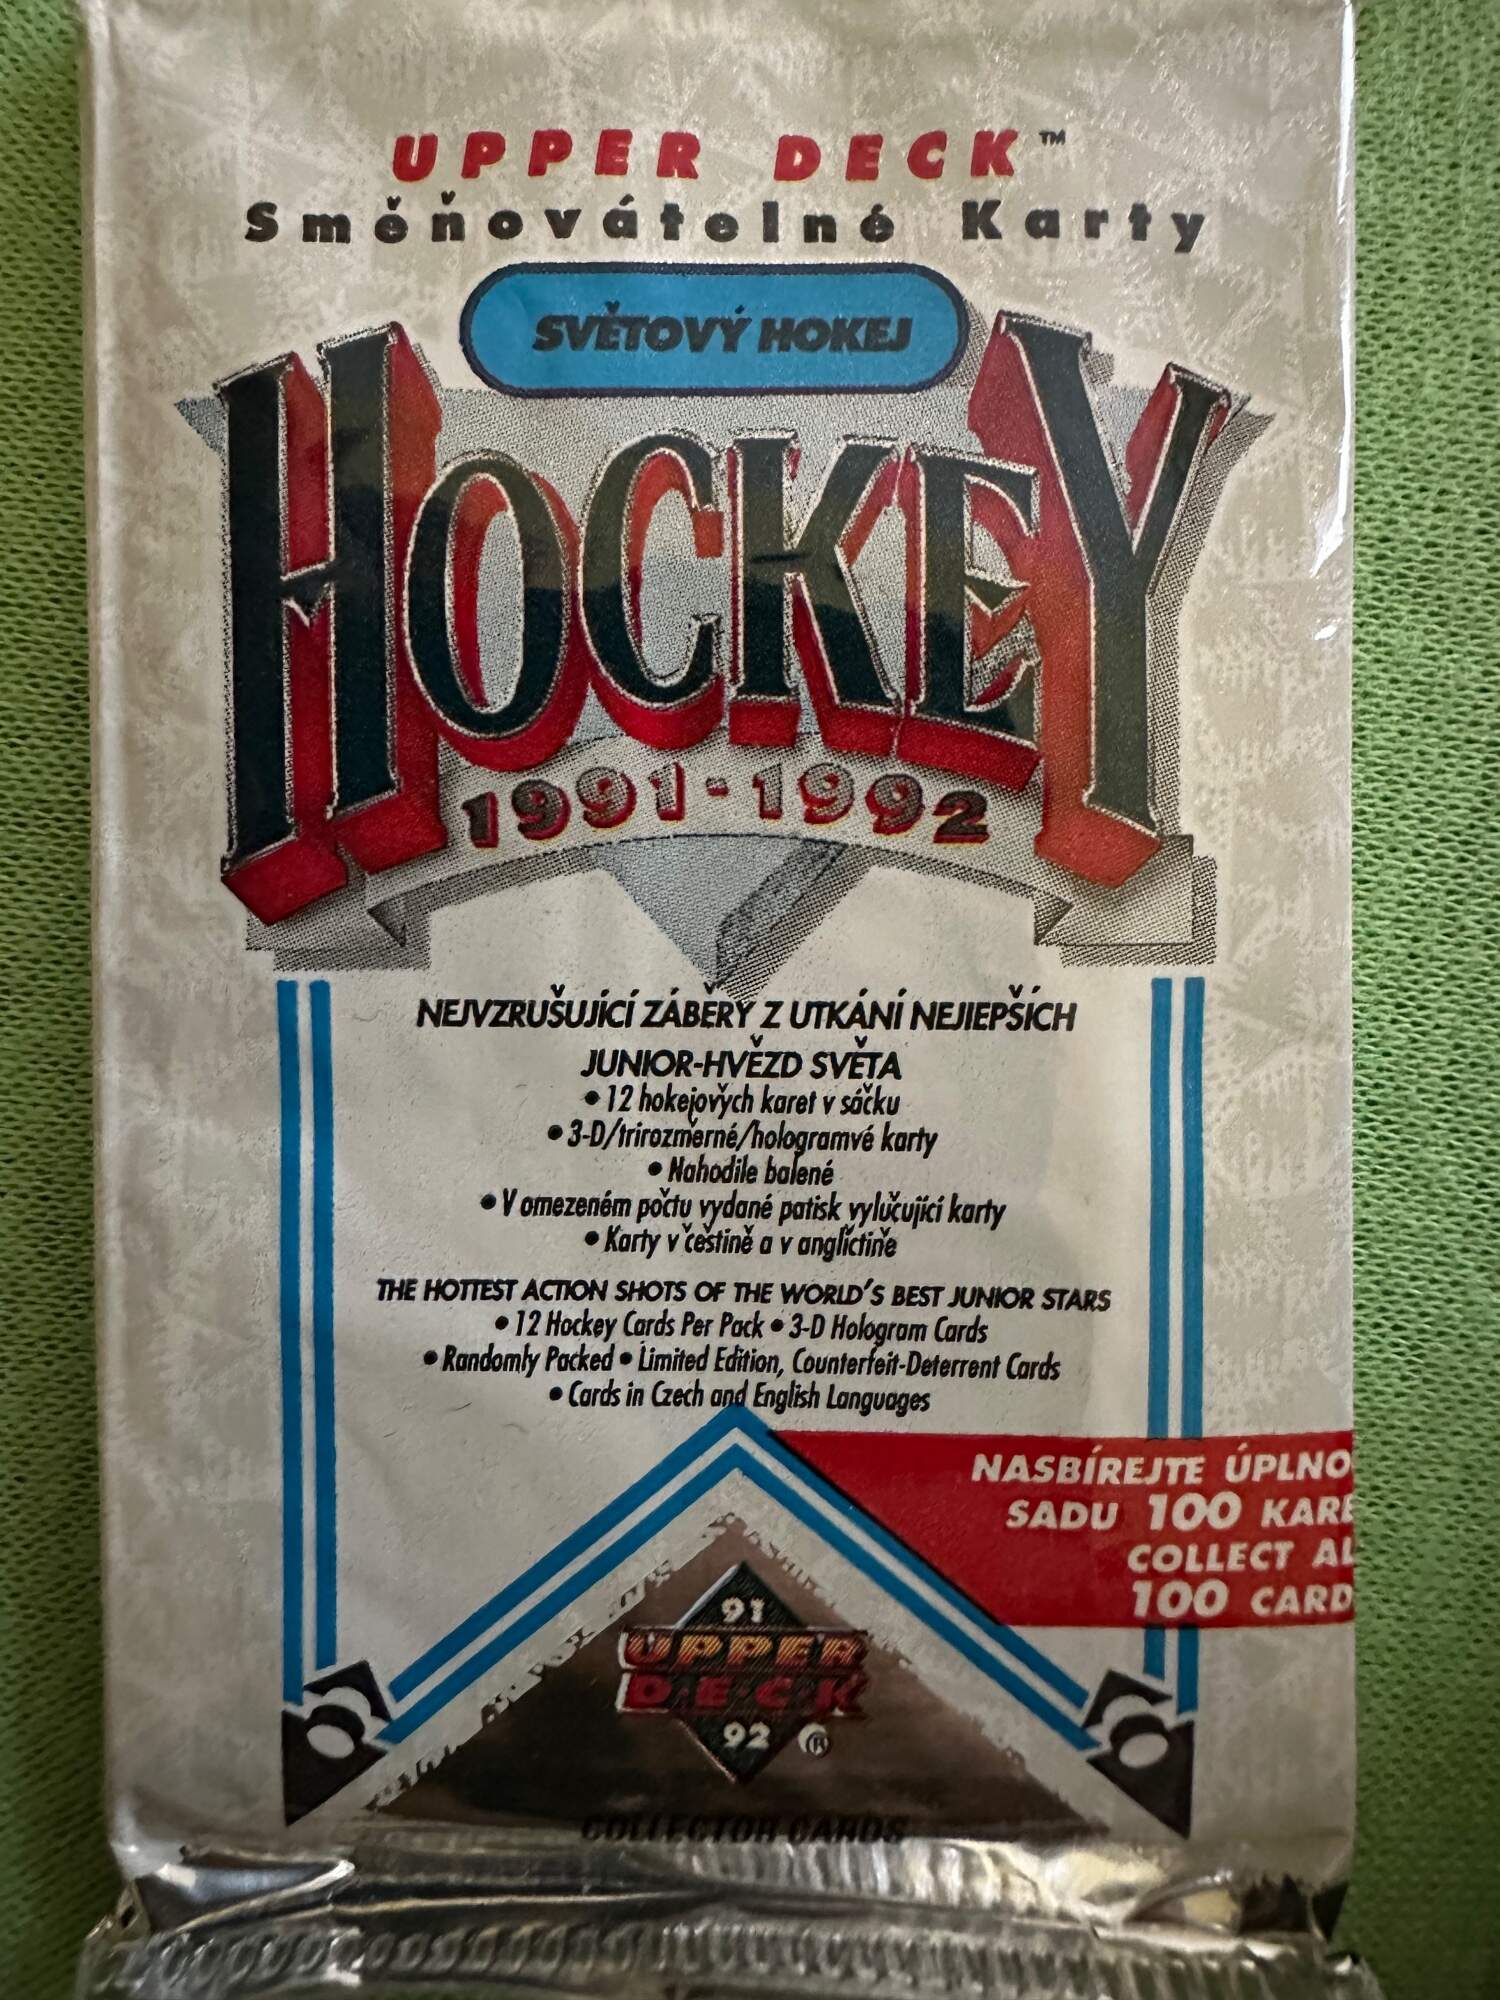 UPPER DECK™
Směňovátelné Karty
SVĚTOVÝ HOKEJ
HOCKEY
1991-1992
NEJVZRUŠUJÍCÍ ZÁBĚRY Z UTKÁNÍ NEJIEPŠÍCH
JUNIOR-HVĚZD SVĚTA
• 12 hokejových karet v sáčku
• 3-D/trirozměrné/hologramvé karty
• Nahodile balené
• V omezeném počtu vydané patisk vylučující karty
• Karty v češtině a v angličtině
THE HOTTEST ACTION SHOTS OF THE WORLD'S BEST JUNIOR STARS
• 12 Hockey Cards Per Pack • 3-D Hologram Cards
• Randomly Packed • Limited Edition, Counterfeit-Deterrent Cards
• Cards in Czech and English Languages
NASBÍREJTE ÚPLNO
SADU 100 KARE
COLLECT AL
100 CARD
91
UPPER
DECK
92 ®
COLLECTOR CARDS